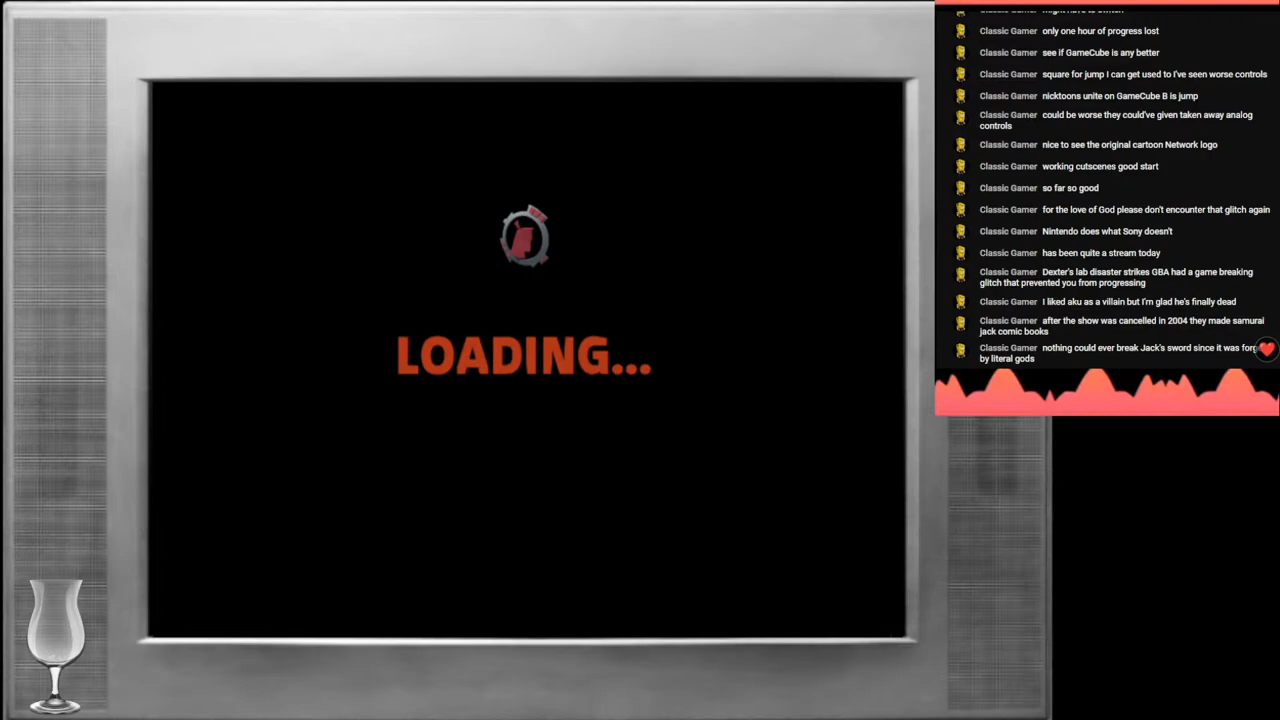 Classic Gamer only one hour of progress lost
Classic Gamer see if GameCube is any better
Classic Gamer square for jump I can get used to I've seen worse controls
Classic Gamer nicktoons unite on GameCube B is jump
Classic Gamer could be worse they could've given taken away analog
controls
Classic Gamer nice to see the original cartoon Network logo
Classic Gamer working cutscenes good start
Classic Gamer so far so good
Classic Gamer for the love of God please don't encounter that glitch again
Classic Gamer Nintendo does what Sony doesn't
Classic Gamer has been quite a stream today
Classic Gamer Dexter's lab disaster strikes GBA had a game breaking
glitch that prevented you from progressing
Classic Gamer I liked aku as a villain but I'm glad he's finally dead
Classic Gamer after the show was cancelled in 2004 they made samurai
jack comic books
Classic Gamer nothing could ever break Jack's sword since it was
by literal gods
LOADING...